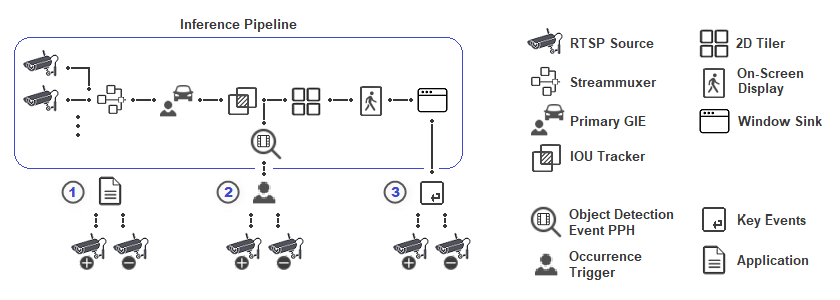 Inference Pipeline
1
2
3
RTSP Source
2D Tiler
Streammuxer
On-Screen
Display
Primary GIE
Window Sink
IOU Tracker
Object Detection
Event PPH
Key Events
Occurrence
Trigger
Application